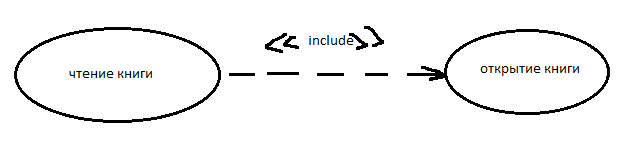 << include >>
чтение книги
открытие книги